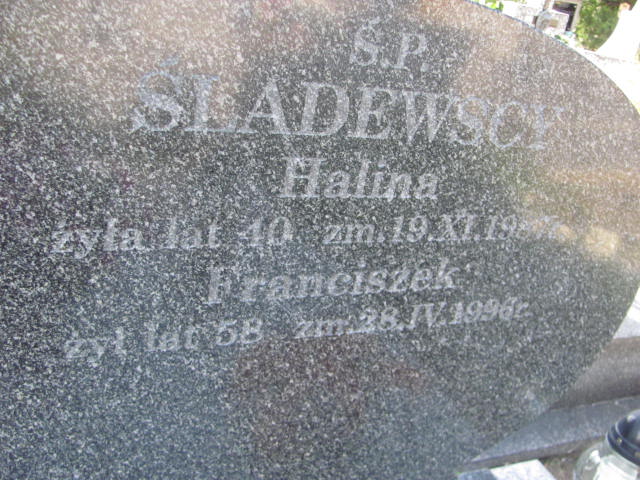 Ś.P.
ŚLADEWSCY
Halina
żyła lat 40 zm. 19.XI.
Franciszek
żył lat 58 zm. 28.IV.1996r.